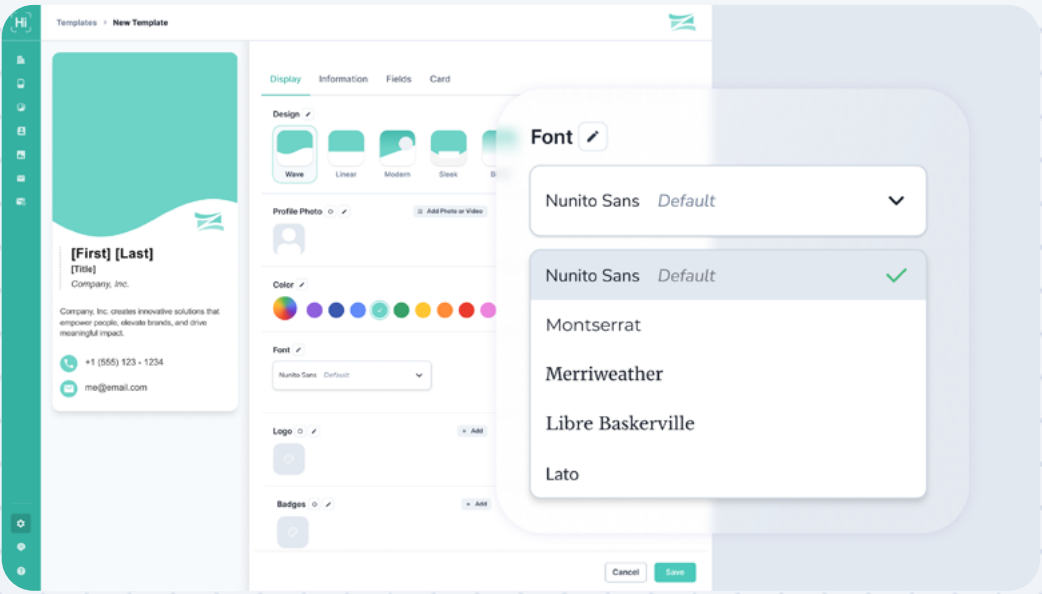 Hi
Templates > New Template
[First] [Last]
[Title]
Company, Inc.
Company, Inc. creates innovative solutions that
empower people, elevate brands, and drive
meaningful impact.
+1 (555) 123 - 1234
me@email.com
Display Information Fields Card
Design
Wave Linear Modern Sleek
Profile Photo
Add Photo or Video
Color
Font
Nunito Sans Default
Logo
+ Add
Badges
+ Add
Cancel Save
Font
Nunito Sans Default
Nunito Sans Default
Montserrat
Merriweather
Libre Baskerville
Lato